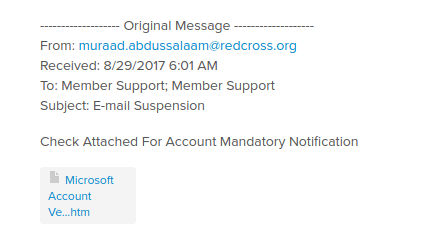 ------------------- Original Message -------------------
From: muraad.abdussalaam@redcross.org
Received: 8/29/2017 6:01 AM
To: Member Support; Member Support
Subject: E-mail Suspension
Check Attached For Account Mandatory Notification
Microsoft
Account
Ve...htm